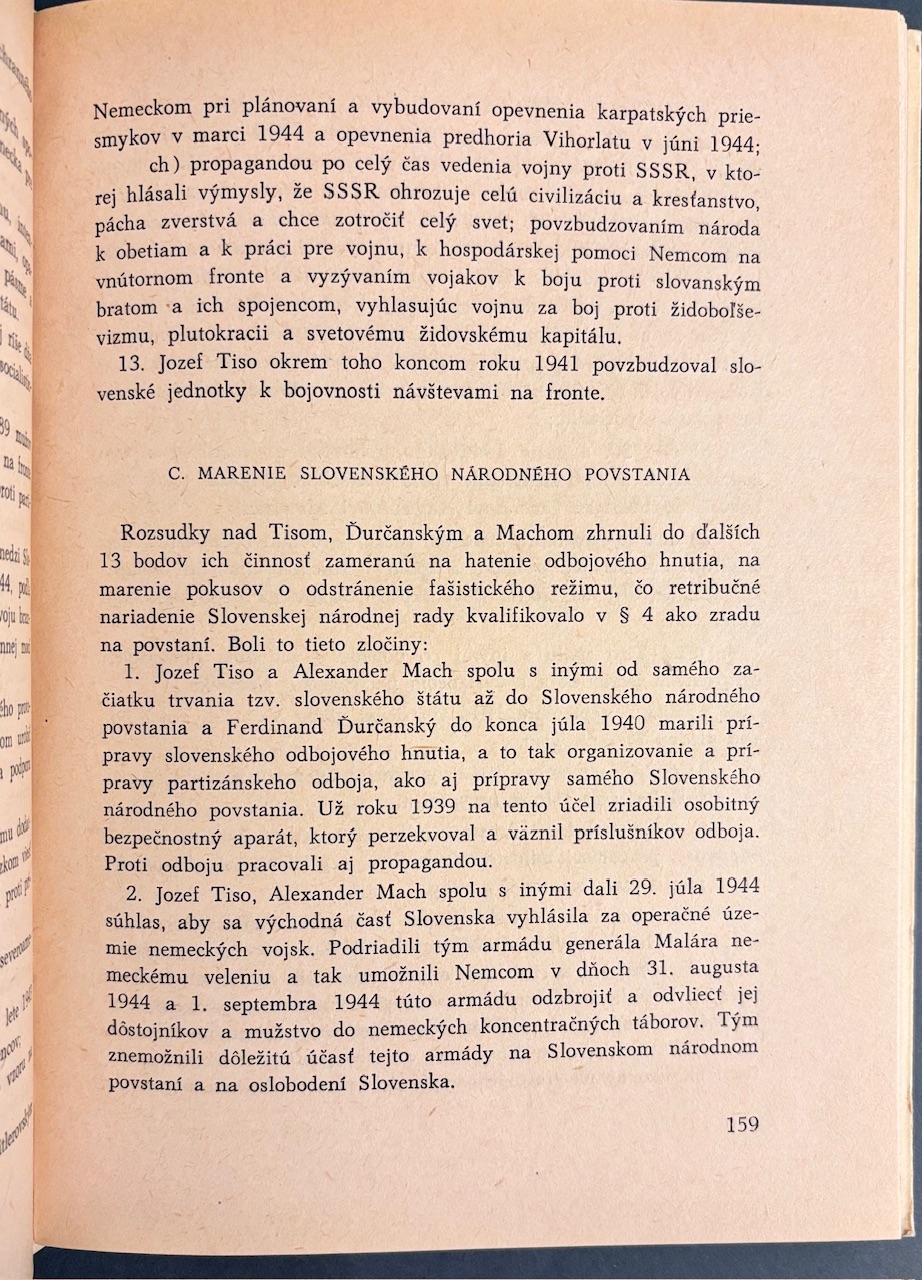 Nemeckom pri plánovaní a vybudovaní opevnenia karpatských prie-
smykov v marci 1944 a opevnenia predhoria Vihorlatu v júni 1944;
ch) propagandou po celý čas vedenia vojny proti SSSR, v kto-
rej hlásali výmysly, že SSSR ohrozuje celú civilizáciu a kresťanstvo,
pácha zverstvá a chce zotročiť celý svet; povzbudzovaním národa
k obetiam a k práci pre vojnu, k hospodárskej pomoci Nemcom na
vnútornom fronte a vyzývaním vojakov k boju proti slovanským
bratom a ich spojencom, vyhlasujúc vojnu za boj proti židoboľše-
vizmu, plutokracii a svetovému židovskému kapitálu.
13. Jozef Tiso okrem toho koncom roku 1941 povzbudzoval slo-
venské jednotky k bojovnosti návštevami na fronte.
C. MARENIE SLOVENSKÉHO NÁRODNÉHO POVSTANIA
Rozsudky nad Tisom, Ďurčanským a Machom zhrnuli do ďalších
13 bodov ich činnosť zameranú na hatenie odbojového hnutia, na
marenie pokusov o odstránenie fašistického režimu, čo retribučné
nariadenie Slovenskej národnej rady kvalifikovalo v § 4 ako zradu
na povstaní. Boli to tieto zločiny:
1. Jozef Tiso a Alexander Mach spolu s inými od samého za-
čiatku trvania tzv. slovenského štátu až do Slovenského národného
povstania a Ferdinand Ďurčanský do konca júla 1940 marili prí-
pravy slovenského odbojového hnutia, a to tak organizovanie a prí-
pravy partizánskeho odboja, ako aj prípravy samého Slovenského
národného povstania. Už roku 1939 na tento účel zriadili osobitný
bezpečnostný aparát, ktorý perzekvoval a väznil príslušníkov odboja.
Proti odboju pracovali aj propagandou.
2. Jozef Tiso, Alexander Mach spolu s inými dali 29. júla 1944
súhlas, aby sa východná časť Slovenska vyhlásila za operačné úze-
mie nemeckých vojsk. Podriadili tým armádu generála Malára ne-
meckému veleniu a tak umožnili Nemcom v dňoch 31. augusta
1944 a 1. septembra 1944 túto armádu odzbrojiť a odvliecť jej
dôstojníkov a mužstvo do nemeckých koncentračných táborov. Tým
znemožnili dôležitú účasť tejto armády na Slovenskom národnom
povstaní a na oslobodení Slovenska.
159